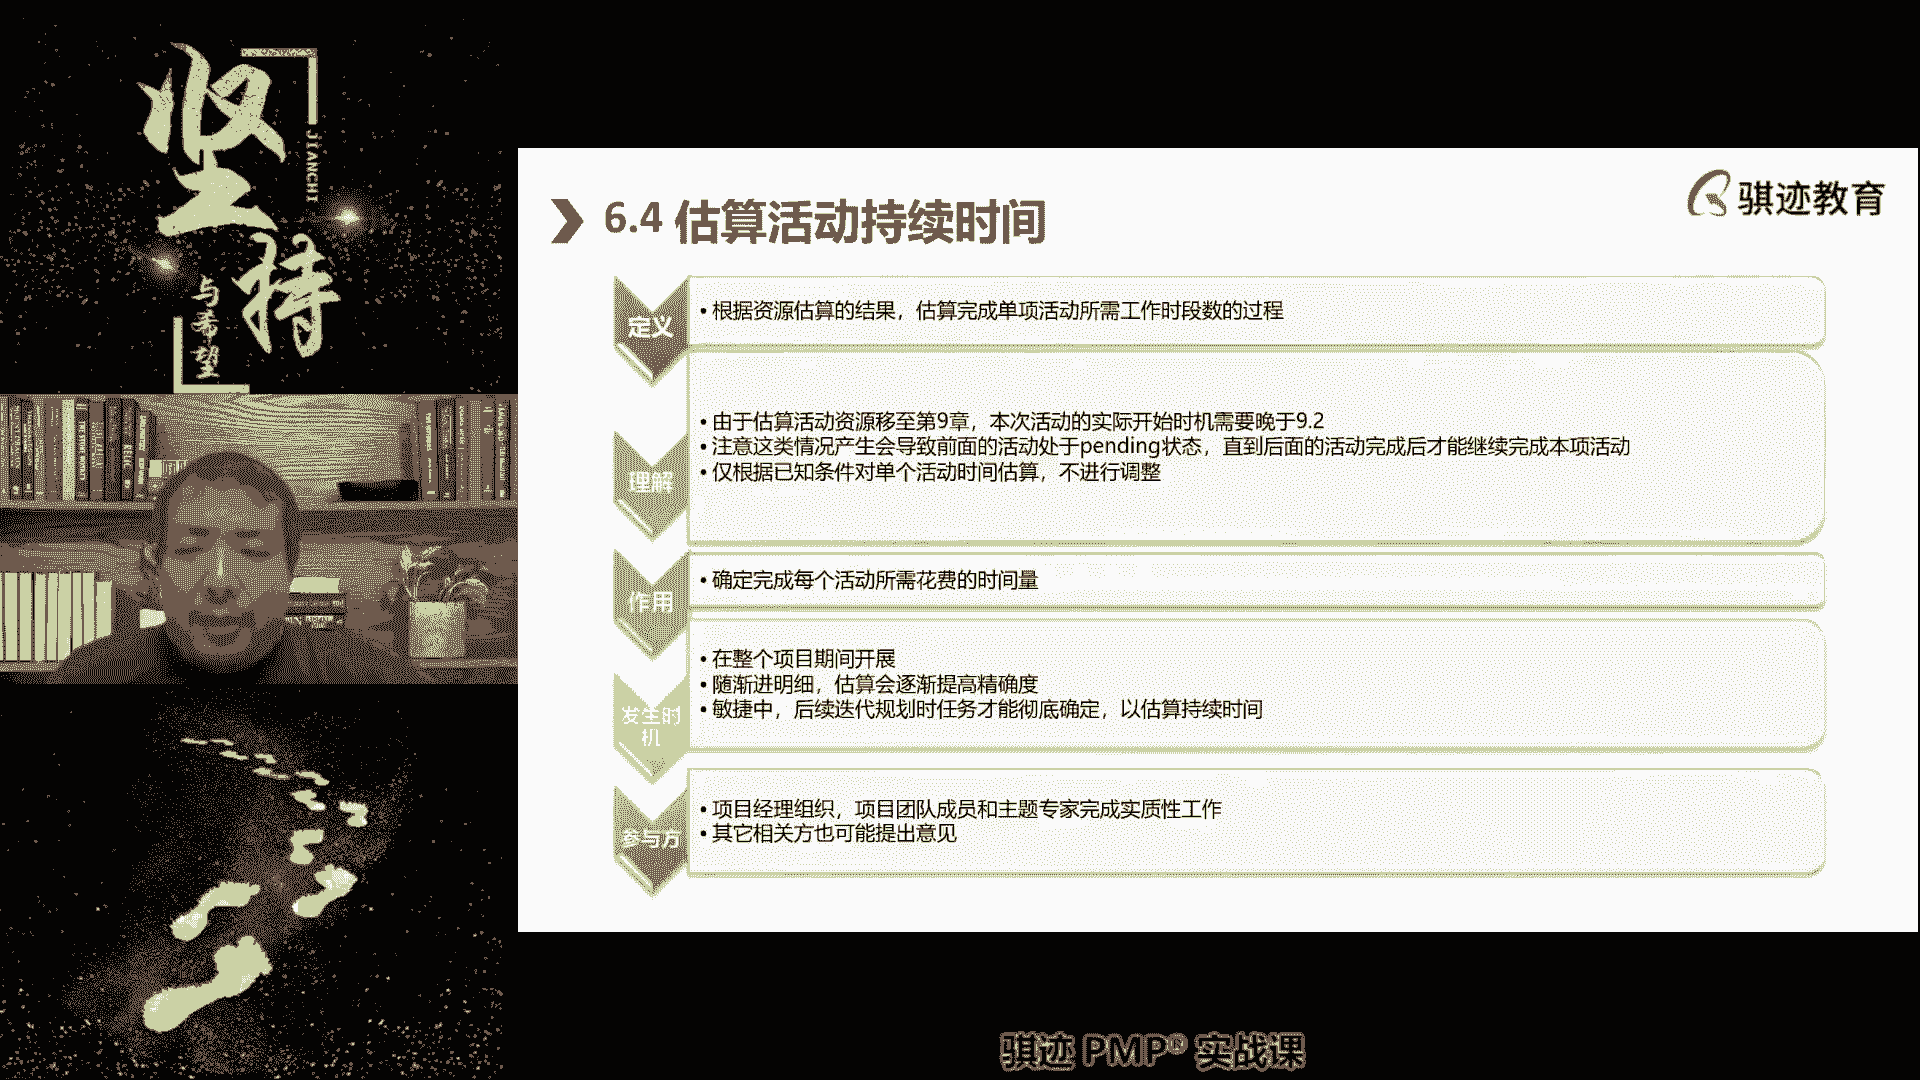 坚持
JIANCHI
与希望
骐迹教育
6.4 估算活动持续时间
定义
• 根据资源估算的结果，估算完成单项活动所需工作时段数的过程
理解
• 由于估算活动资源移至第9章，本次活动的实际开始时机需要晚于9.2
• 注意这类情况产生会导致前面的活动处于pending状态，直到后面的活动完成后才能继续完成本项活动
• 仅根据已知条件对单个活动时间估算，不进行调整
作用
• 确定完成每个活动所需花费的时间量
发生时
机
• 在整个项目期间开展
• 随渐进明细，估算会逐渐提高精确度
• 敏捷中，后续迭代规划时任务才能彻底确定，以估算持续时间
参与方
• 项目经理组织，项目团队成员和主题专家完成实质性工作
• 其它相关方也可能提出意见
骐迹 PMP® 实战课